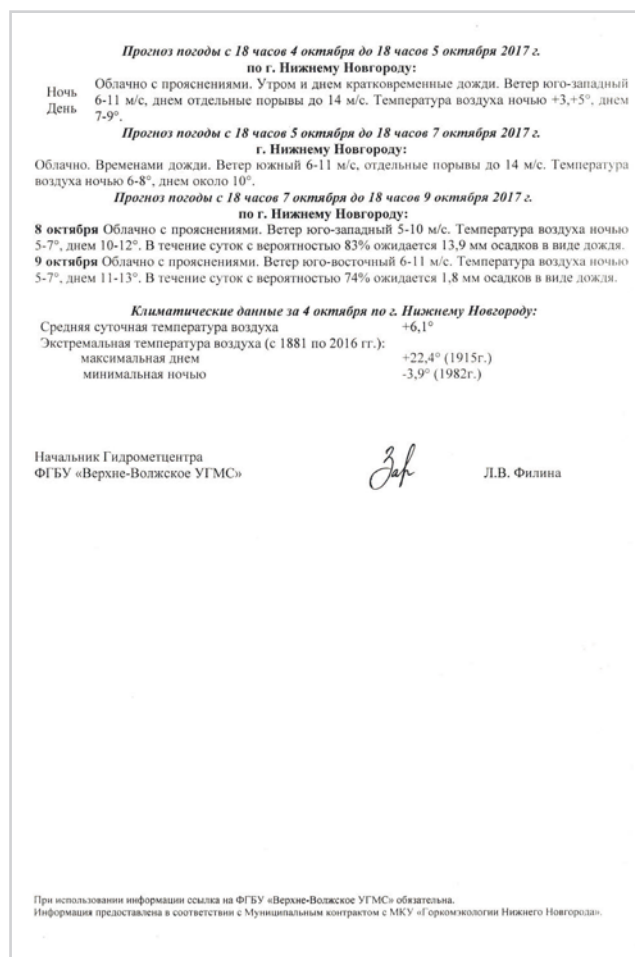 Прогноз погоды с 18 часов 4 октября до 18 часов 5 октября 2017 г.
по г. Нижнему Новгороду:
Ночь
День
Облачно с прояснениями. Утром и днем кратковременные дожди. Ветер юго-западный
6-11 м/с, днем отдельные порывы до 14 м/с. Температура воздуха ночью +3,+5°, днем
7-9°.
Прогноз погоды с 18 часов 5 октября до 18 часов 7 октября 2017 г.
г. Нижнему Новгороду:
Облачно. Временами дожди. Ветер южный 6-11 м/с, отдельные порывы до 14 м/с. Температура
воздуха ночью 6-8°, днем около 10°.
Прогноз погоды с 18 часов 7 октября до 18 часов 9 октября 2017 г.
по г. Нижнему Новгороду:
8 октября Облачно с прояснениями. Ветер юго-западный 5-10 м/с. Температура воздуха ночью
5-7°, днем 10-12°. В течение суток с вероятностью 83% ожидается 13,9 мм осадков в виде дождя.
9 октября Облачно с прояснениями. Ветер юго-восточный 6-11 м/с. Температура воздуха ночью
5-7°, днем 11-13°. В течение суток с вероятностью 74% ожидается 1,8 мм осадков в виде дождя.
Климатические данные за 4 октября по г. Нижнему Новгороду:
Средняя суточная температура воздуха +6,1°
Экстремальная температура воздуха (с 1881 по 2016 гг.):
максимальная днем +22,4° (1915г.)
минимальная ночью -3,9° (1982г.)
Начальник Гидрометцентра
ФГБУ «Верхне-Волжское УГМС» Л.В. Филина
При использовании информации ссылка на ФГБУ «Верхне-Волжское УГМС» обязательна.
Информация предоставлена в соответствии с Муниципальным контрактом с МКУ «Горкомэкологии Нижнего Новгорода».